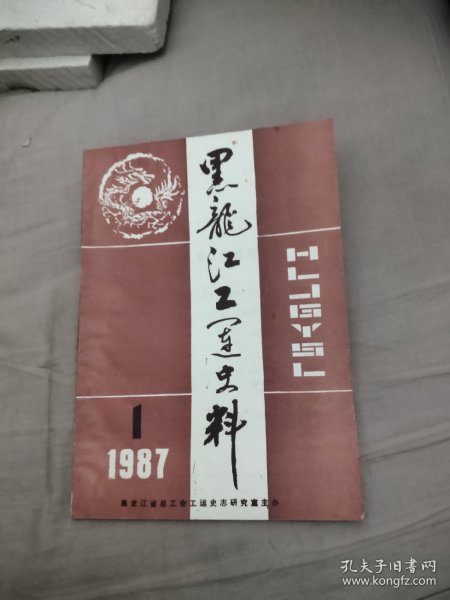 黑龍江工運史料
HLJGYSL
1
1987
黑龙江省总工会工运史志研究室主办
孔夫子旧书网
www.kongfz.com